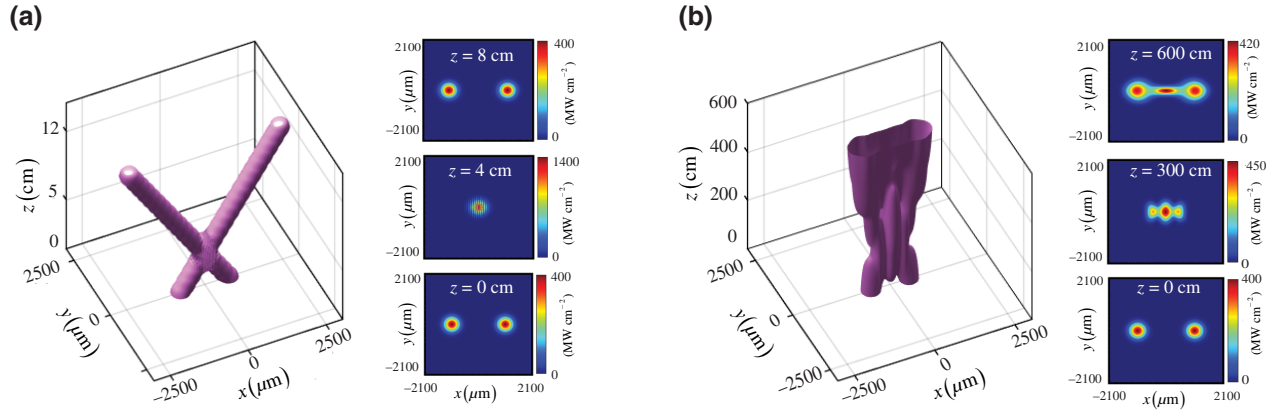 (a)
z (cm)
12
5
0
2500
0
−2500
y (μm)
−2500
0
2500
x (μm)
2100
y (μm)
−2100
z = 8 cm
400
0
(MW cm⁻²)
2100
y (μm)
−2100
z = 4 cm
1400
0
(MW cm⁻²)
2100
y (μm)
−2100
z = 0 cm
400
0
(MW cm⁻²)
−2100
x (μm)
2100
(b)
z (cm)
600
400
200
0
2500
0
−2500
y (μm)
−2500
0
2500
x (μm)
2100
y (μm)
−2100
z = 600 cm
420
0
(MW cm⁻²)
2100
y (μm)
−2100
z = 300 cm
450
0
(MW cm⁻²)
2100
y (μm)
−2100
z = 0 cm
400
0
(MW cm⁻²)
−2100
x (μm)
2100